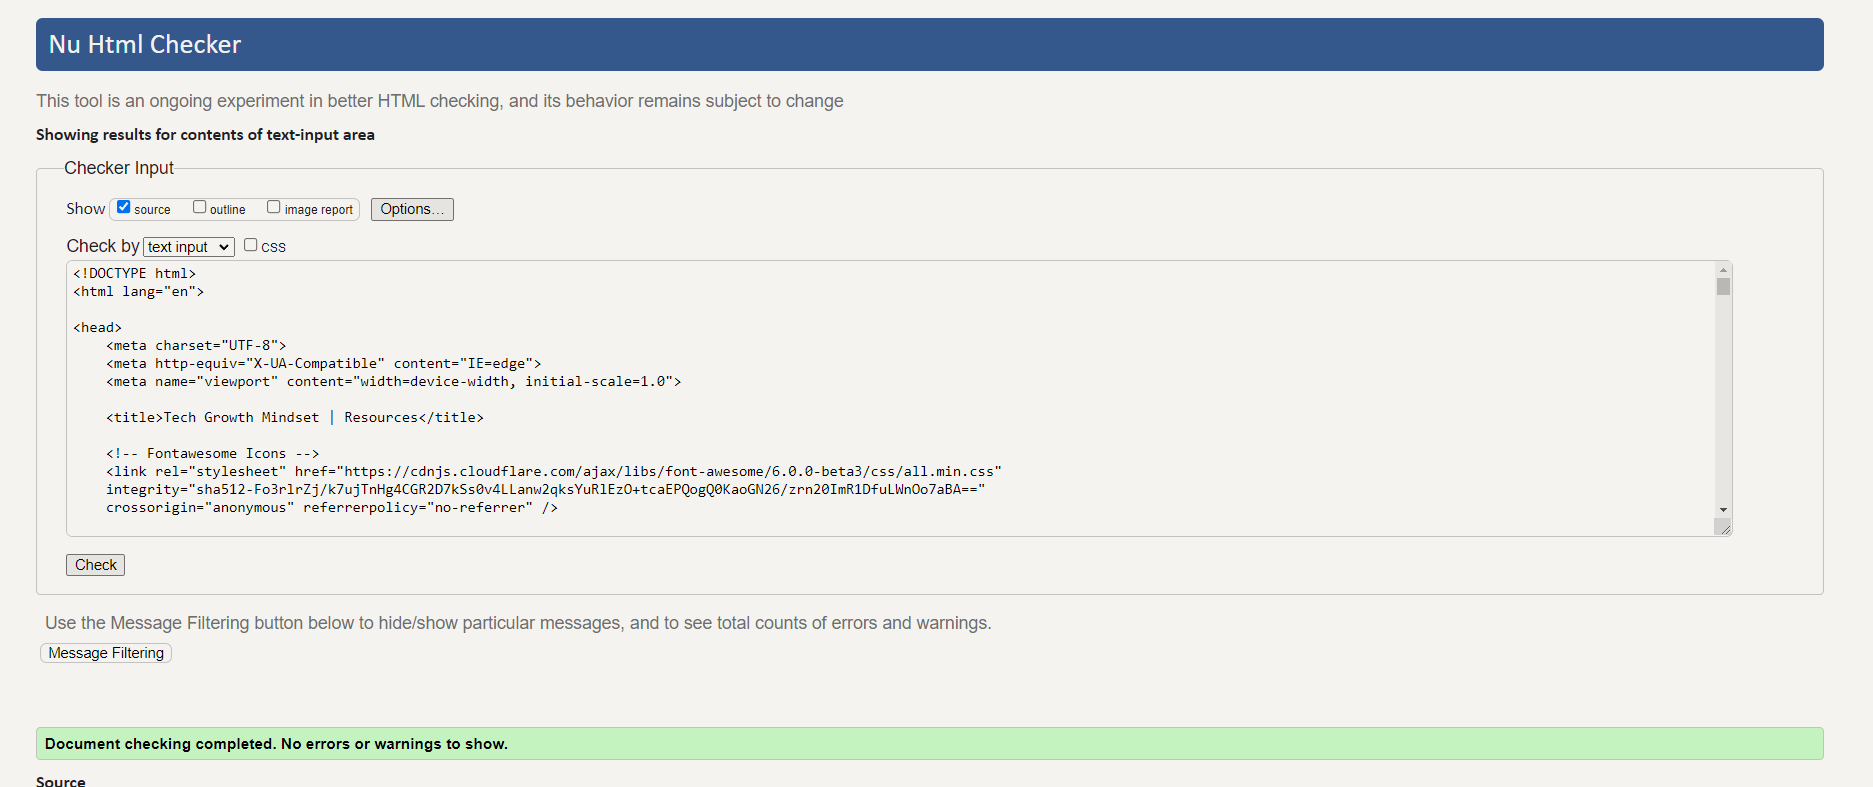 Nu Html Checker
This tool is an ongoing experiment in better HTML checking, and its behavior remains subject to change
Showing results for contents of text-input area
Checker Input
Show source outline image report Options...
Check by text input CSS
<!DOCTYPE html>
<html lang="en">
<head>
<meta charset="UTF-8">
<meta http-equiv="X-UA-Compatible" content="IE=edge">
<meta name="viewport" content="width=device-width, initial-scale=1.0">
<title>Tech Growth Mindset | Resources</title>
<!-- Fontawesome Icons -->
<link rel="stylesheet" href="https://cdnjs.cloudflare.com/ajax/libs/font-awesome/6.0.0-beta3/css/all.min.css"
integrity="sha512-Fo3rlrZj/k7ujTnHg4CGR2D7kSs0v4LLanw2qksYuRlEzO+tcaEPQogQ0KaoGN26/zrn20ImR1DfuLWnOo7aBA=="
crossorigin="anonymous" referrerpolicy="no-referrer" />
Check
Use the Message Filtering button below to hide/show particular messages, and to see total counts of errors and warnings.
Message Filtering
Document checking completed. No errors or warnings to show.
Source